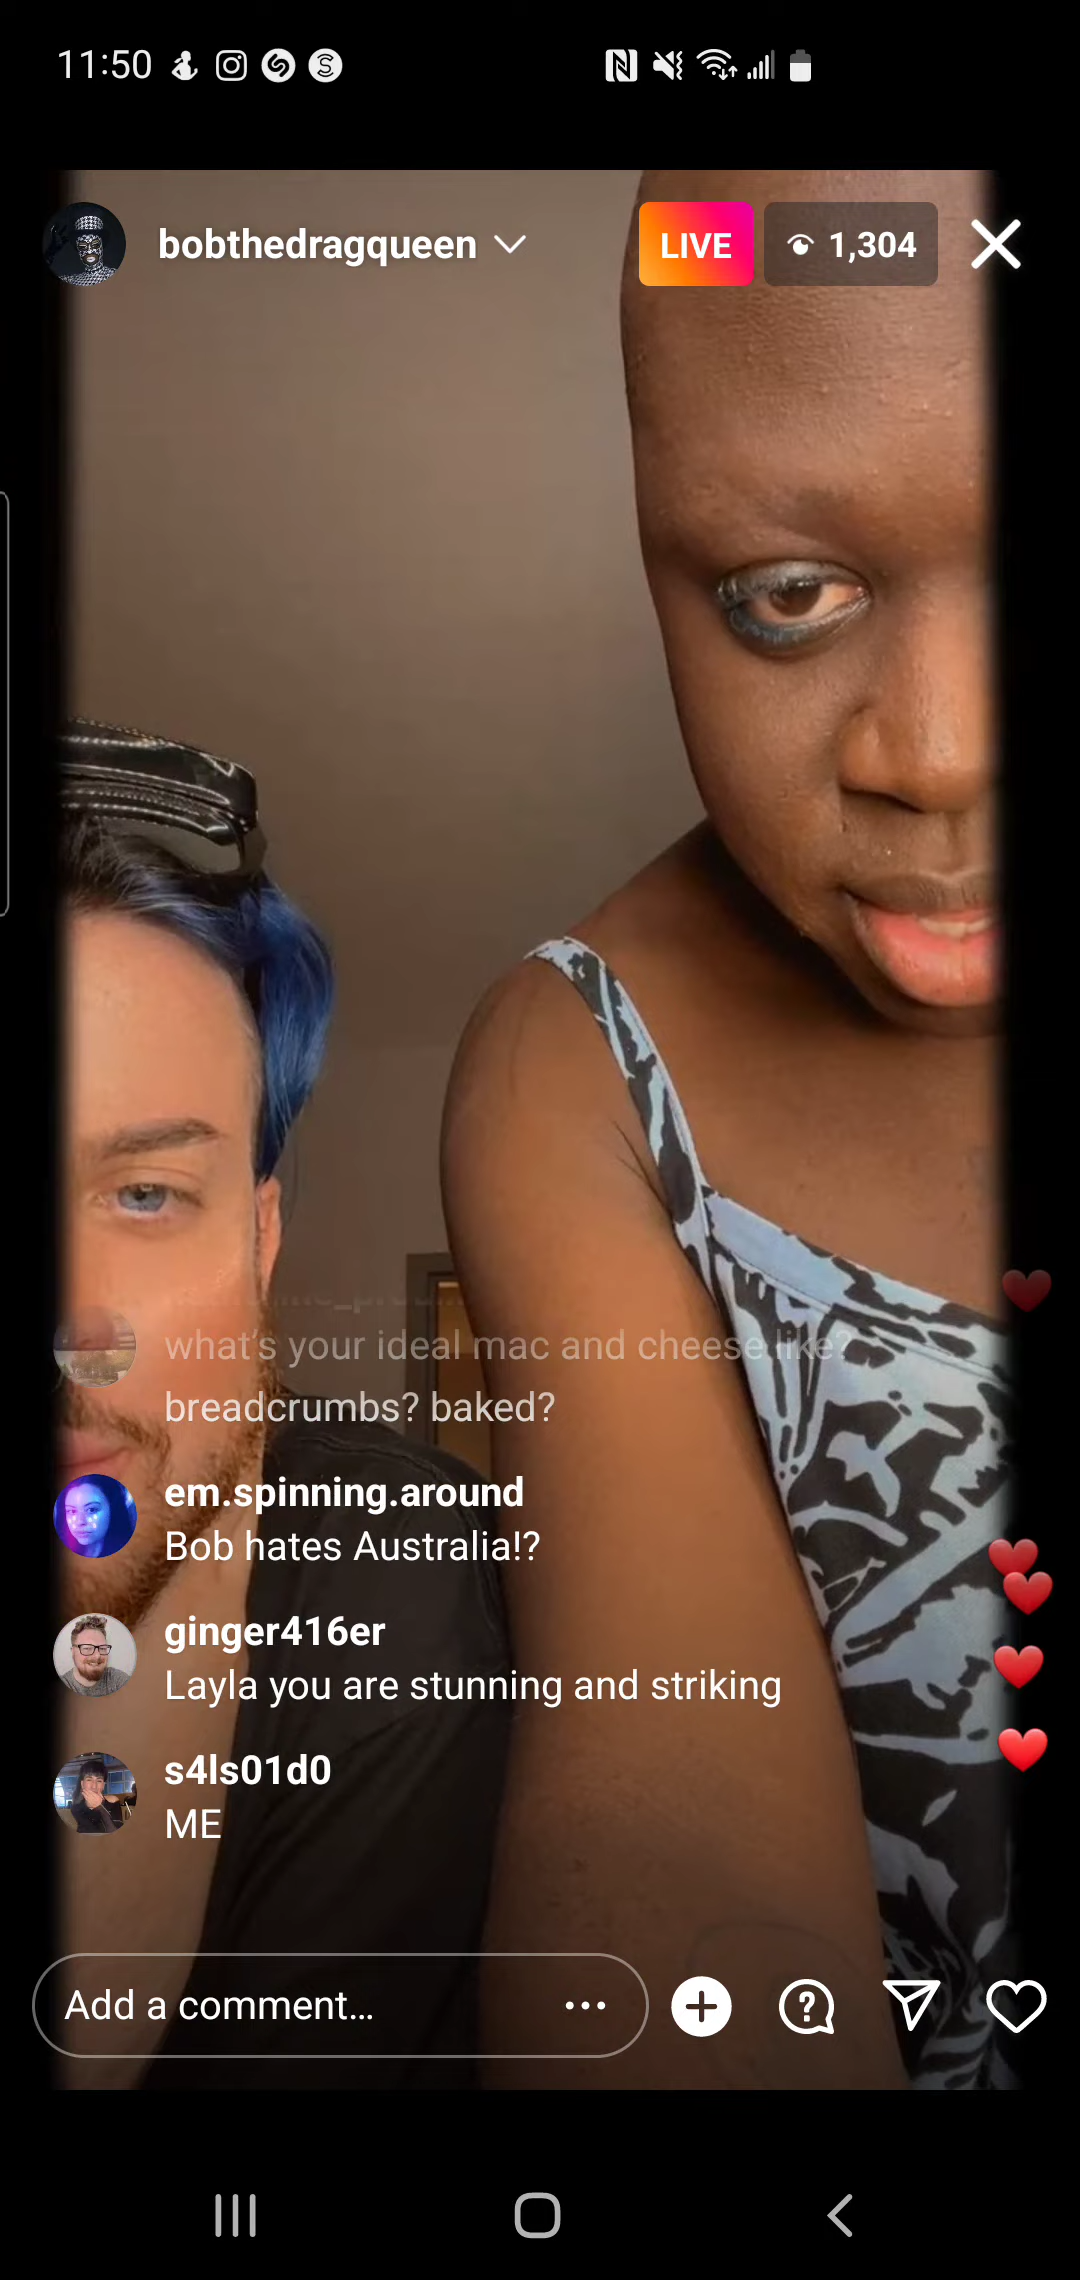 11:50
bobthedragqueen
LIVE
1,304
what's your ideal mac and cheese like?
breadcrumbs? baked?
em.spinning.around
Bob hates Australia!?
ginger416er
Layla you are stunning and striking
s4ls01d0
ME
Add a comment...